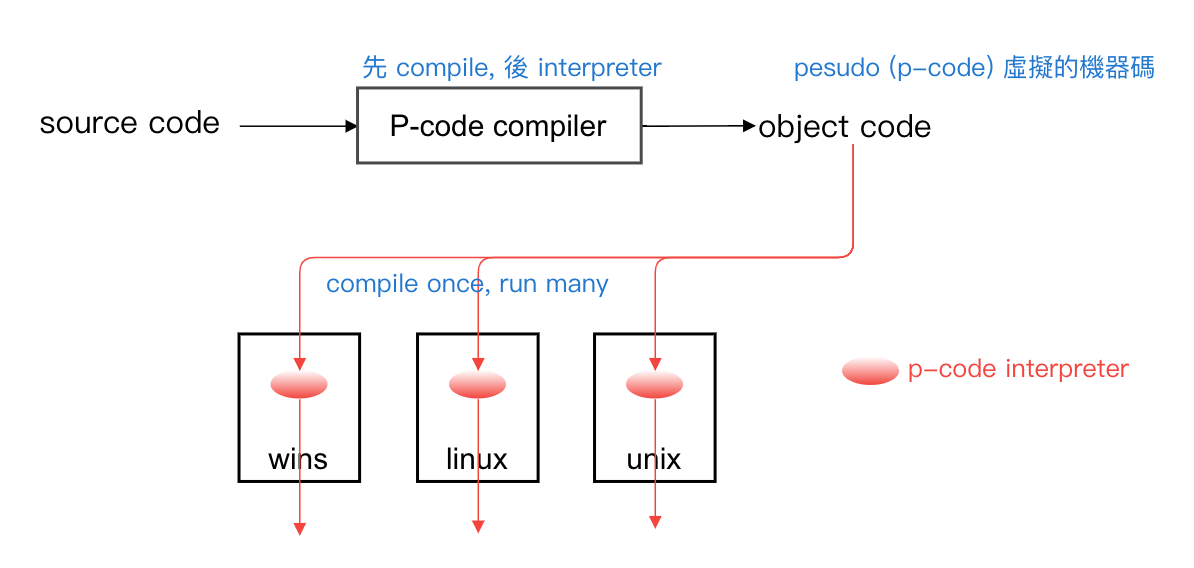 先 compile, 後 interpreter
pesudo (p-code) 虛擬的機器碼
source code
P-code compiler
object code
compile once, run many
p-code interpreter
wins
linux
unix